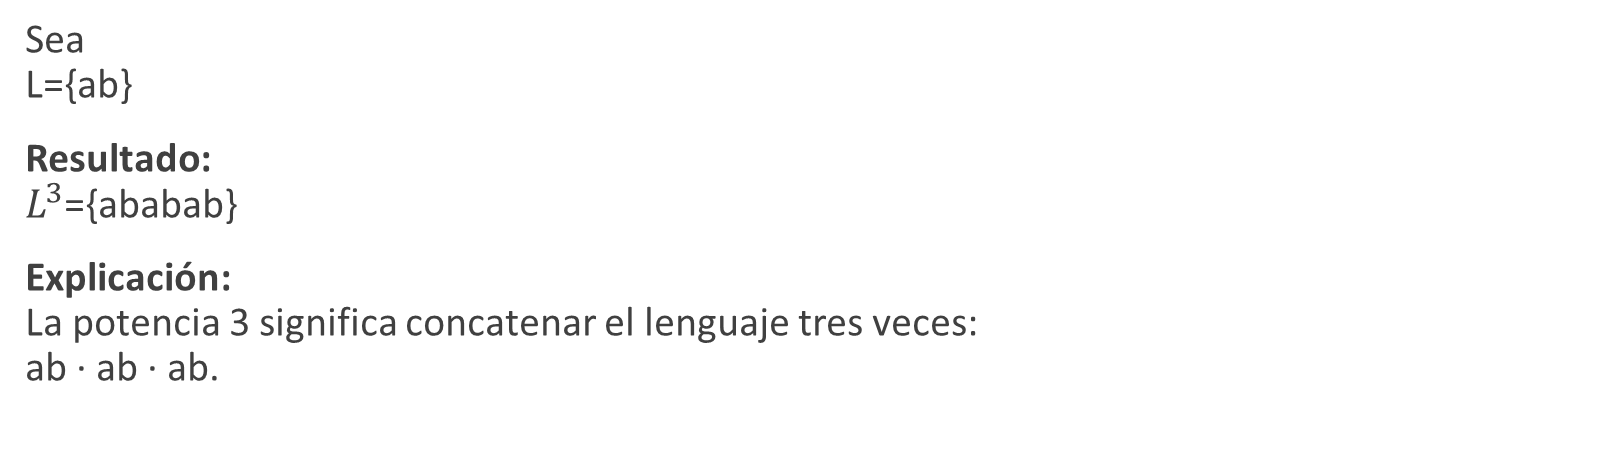 Sea
L={ab}
Resultado:
𝐿³={ababab}
Explicación:
La potencia 3 significa concatenar el lenguaje tres veces:
ab · ab · ab.